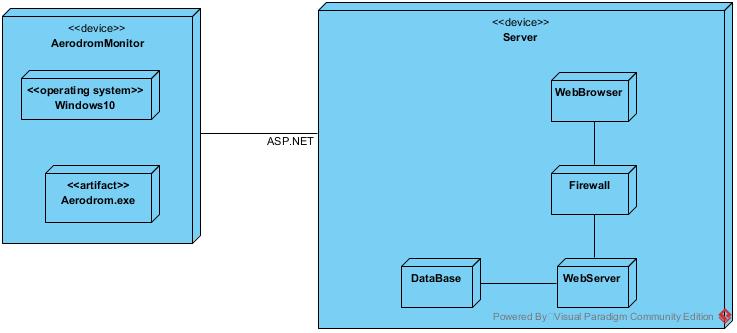 <<device>>
AerodromMonitor
<<operating system>>
Windows10
<<artifact>>
Aerodrom.exe
ASP.NET
<<device>>
Server
WebBrowser
Firewall
WebServer
DataBase
Powered By Visual Paradigm Community Edition